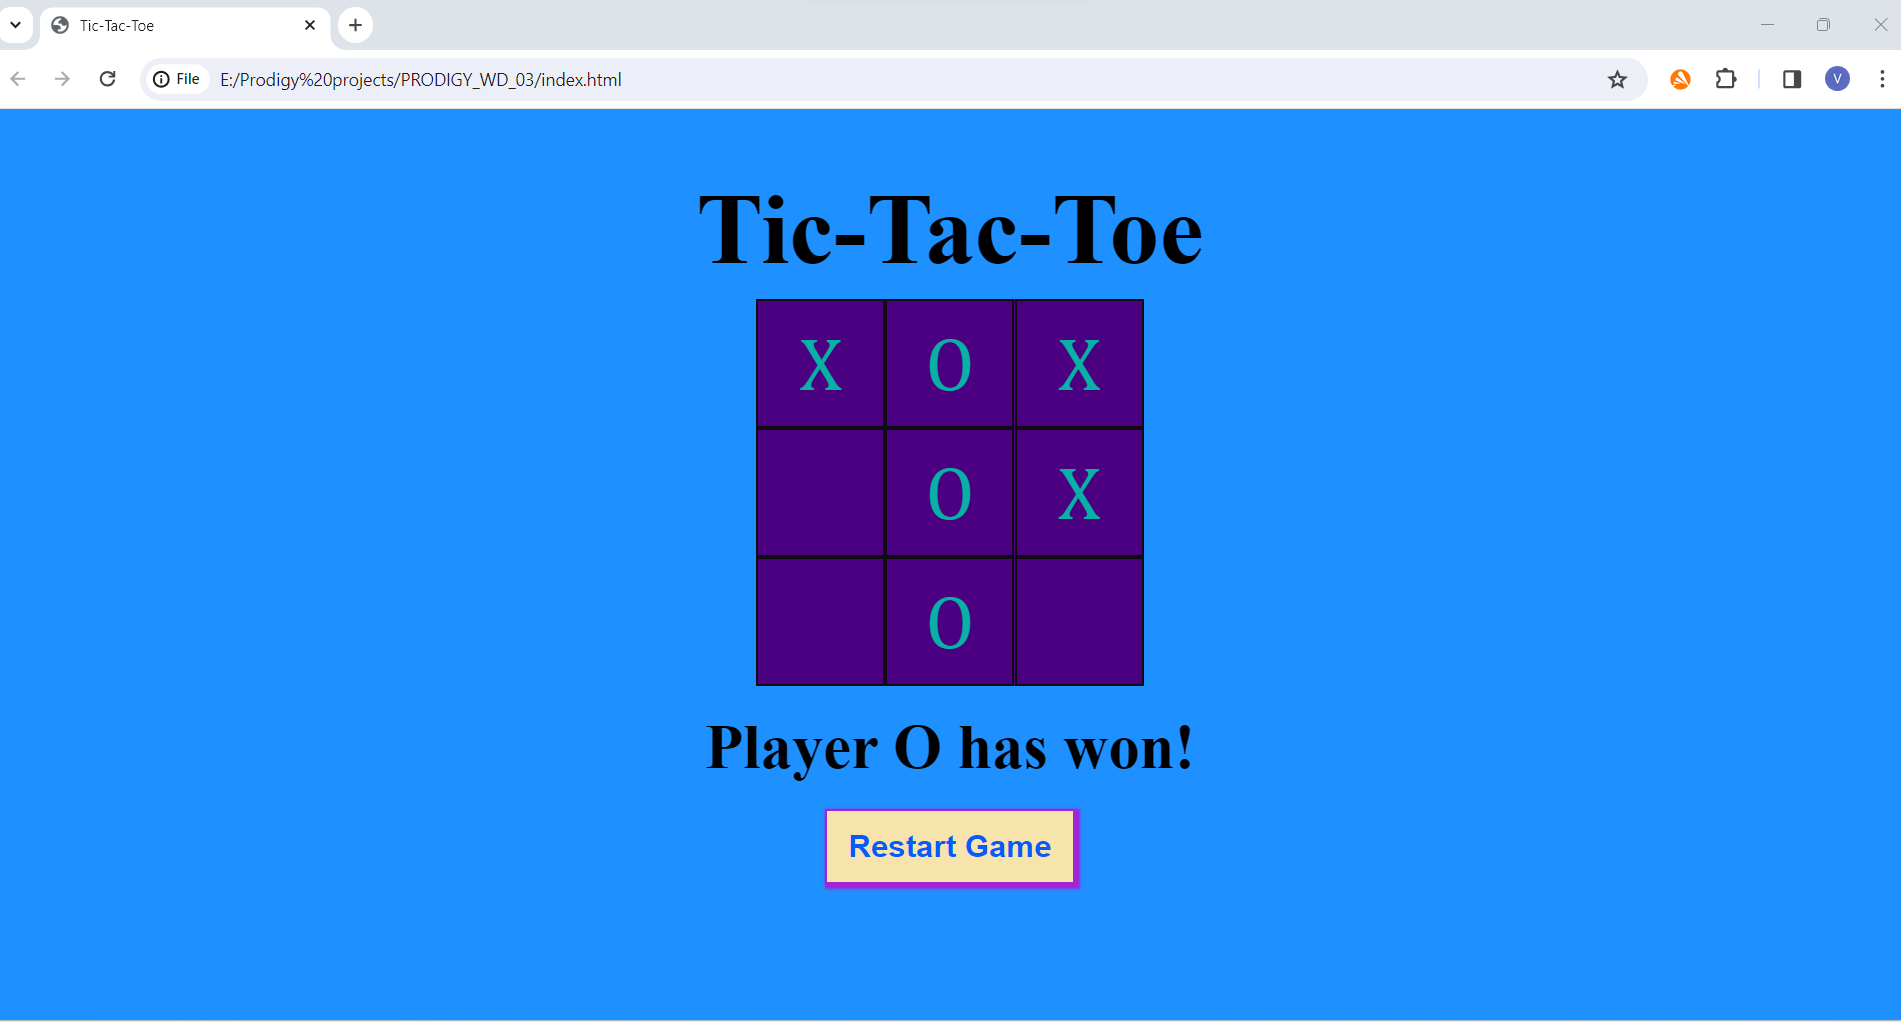 Tic-Tac-Toe
File E:/Prodigy%20projects/PRODIGY_WD_03/index.html
V
Tic-Tac-Toe
X O X
O X
O
Player O has won!
Restart Game